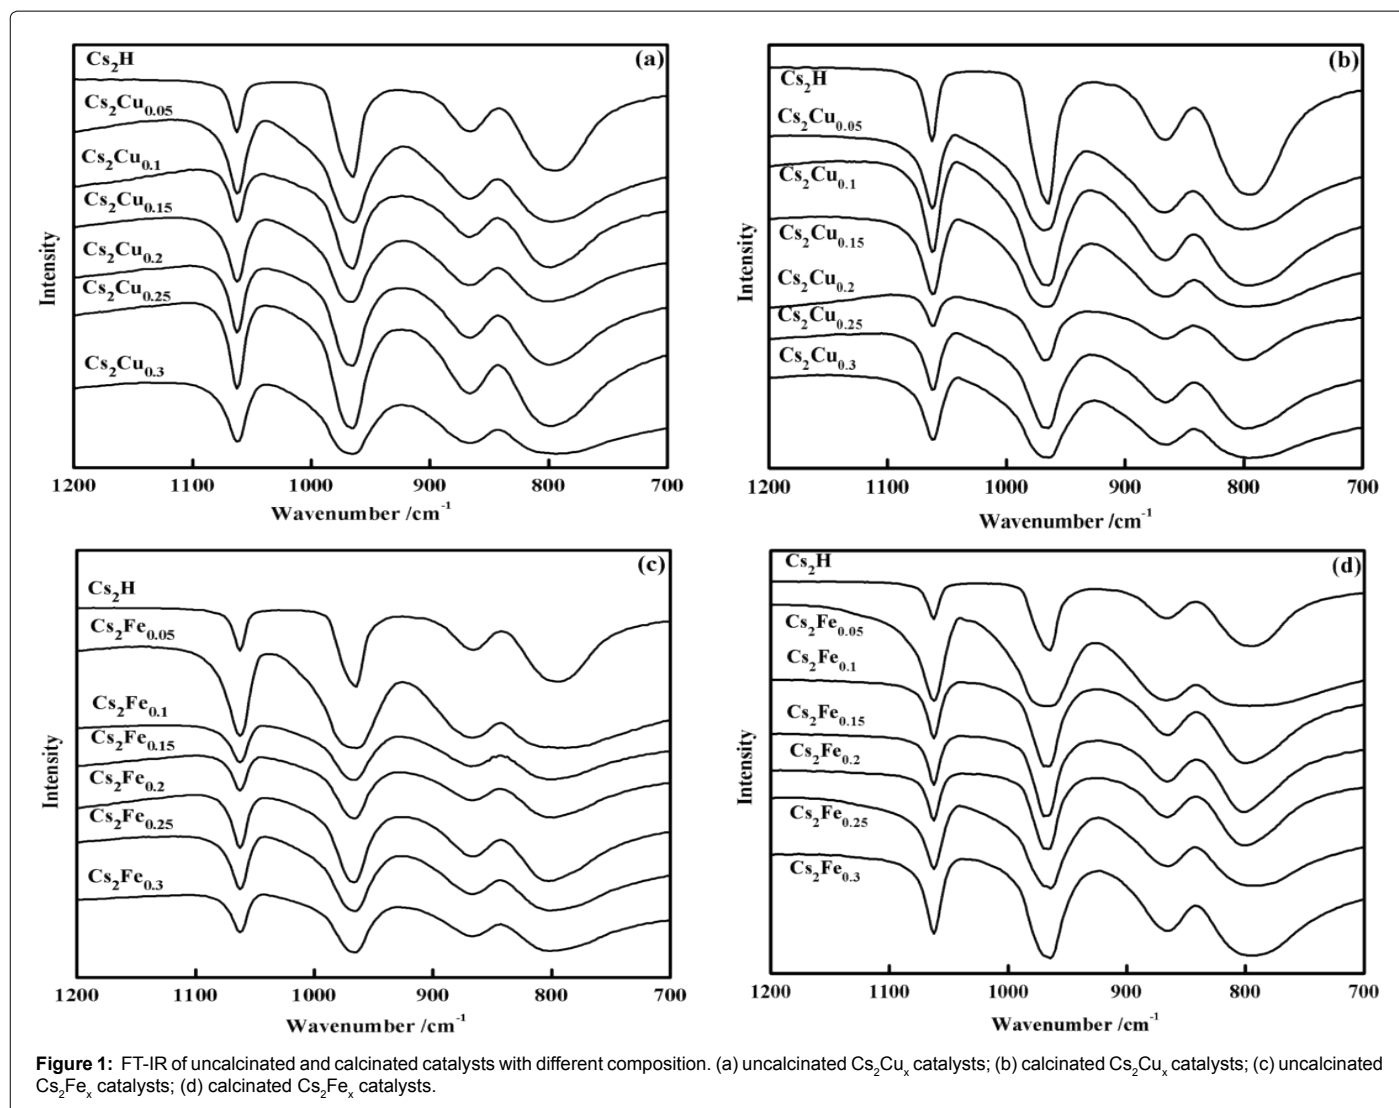 (a)
Cs₂H
Cs₂Cu₀.₀₅
Cs₂Cu₀.₁
Cs₂Cu₀.₁₅
Cs₂Cu₀.₂
Cs₂Cu₀.₂₅
Cs₂Cu₀.₃
Intensity
1200 1100 1000 900 800 700
Wavenumber /cm⁻¹
(b)
Cs₂H
Cs₂Cu₀.₀₅
Cs₂Cu₀.₁
Cs₂Cu₀.₁₅
Cs₂Cu₀.₂
Cs₂Cu₀.₂₅
Cs₂Cu₀.₃
Intensity
1200 1100 1000 900 800 700
Wavenumber /cm⁻¹
(c)
Cs₂H
Cs₂Fe₀.₀₅
Cs₂Fe₀.₁
Cs₂Fe₀.₁₅
Cs₂Fe₀.₂
Cs₂Fe₀.₂₅
Cs₂Fe₀.₃
Intensity
1200 1100 1000 900 800 700
Wavenumber /cm⁻¹
(d)
Cs₂H
Cs₂Fe₀.₀₅
Cs₂Fe₀.₁
Cs₂Fe₀.₁₅
Cs₂Fe₀.₂
Cs₂Fe₀.₂₅
Cs₂Fe₀.₃
Intensity
1200 1100 1000 900 800 700
Wavenumber /cm⁻¹
Figure 1: FT-IR of uncalcinated and calcinated catalysts with different composition. (a) uncalcinated Cs₂Cuₓ catalysts; (b) calcinated Cs₂Cuₓ catalysts; (c) uncalcinated
Cs₂Feₓ catalysts; (d) calcinated Cs₂Feₓ catalysts.